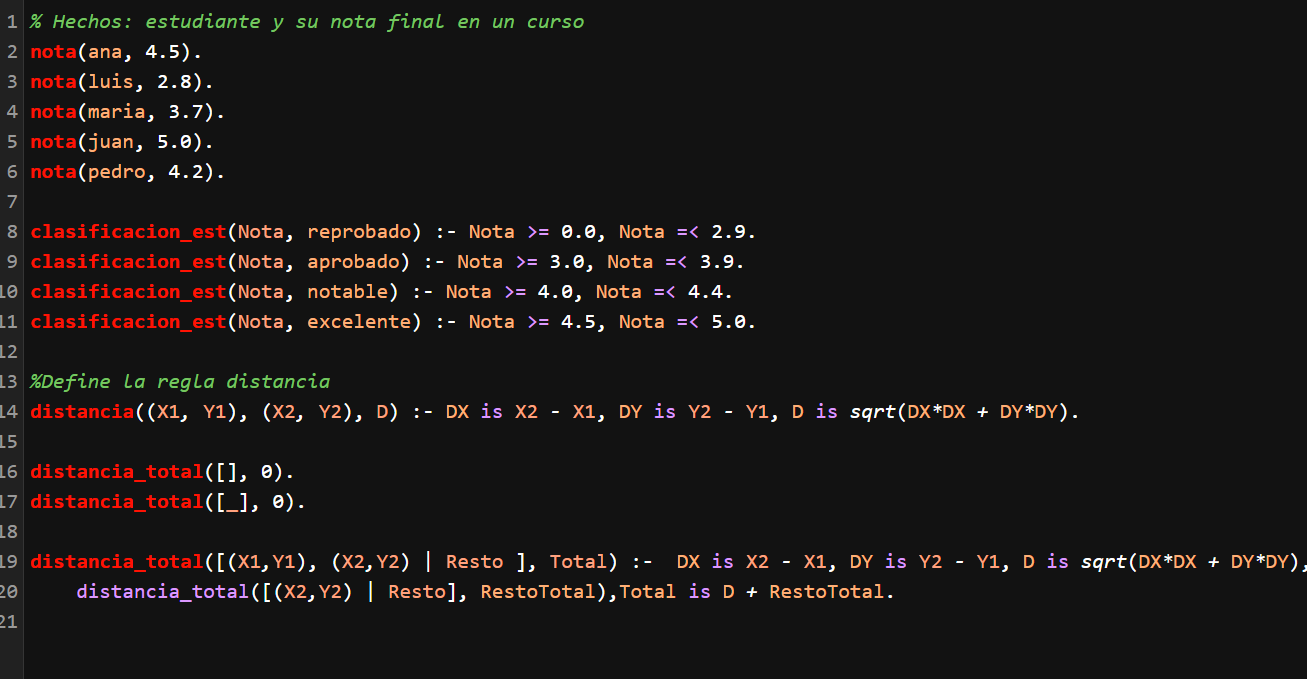 1 % Hechos: estudiante y su nota final en un curso
2 nota(ana, 4.5).
3 nota(luis, 2.8).
4 nota(maria, 3.7).
5 nota(juan, 5.0).
6 nota(pedro, 4.2).
7
8 clasificacion_est(Nota, reprobado) :- Nota >= 0.0, Nota =< 2.9.
9 clasificacion_est(Nota, aprobado) :- Nota >= 3.0, Nota =< 3.9.
10 clasificacion_est(Nota, notable) :- Nota >= 4.0, Nota =< 4.4.
11 clasificacion_est(Nota, excelente) :- Nota >= 4.5, Nota =< 5.0.
12
13 %Define la regla distancia
14 distancia((X1, Y1), (X2, Y2), D) :- DX is X2 - X1, DY is Y2 - Y1, D is sqrt(DX*DX + DY*DY).
15
16 distancia_total([], 0).
17 distancia_total([_], 0).
18
19 distancia_total([(X1,Y1), (X2,Y2) | Resto ], Total) :-  DX is X2 - X1, DY is Y2 - Y1, D is sqrt(DX*DX + DY*DY),
20     distancia_total([(X2,Y2) | Resto], RestoTotal),Total is D + RestoTotal.
21